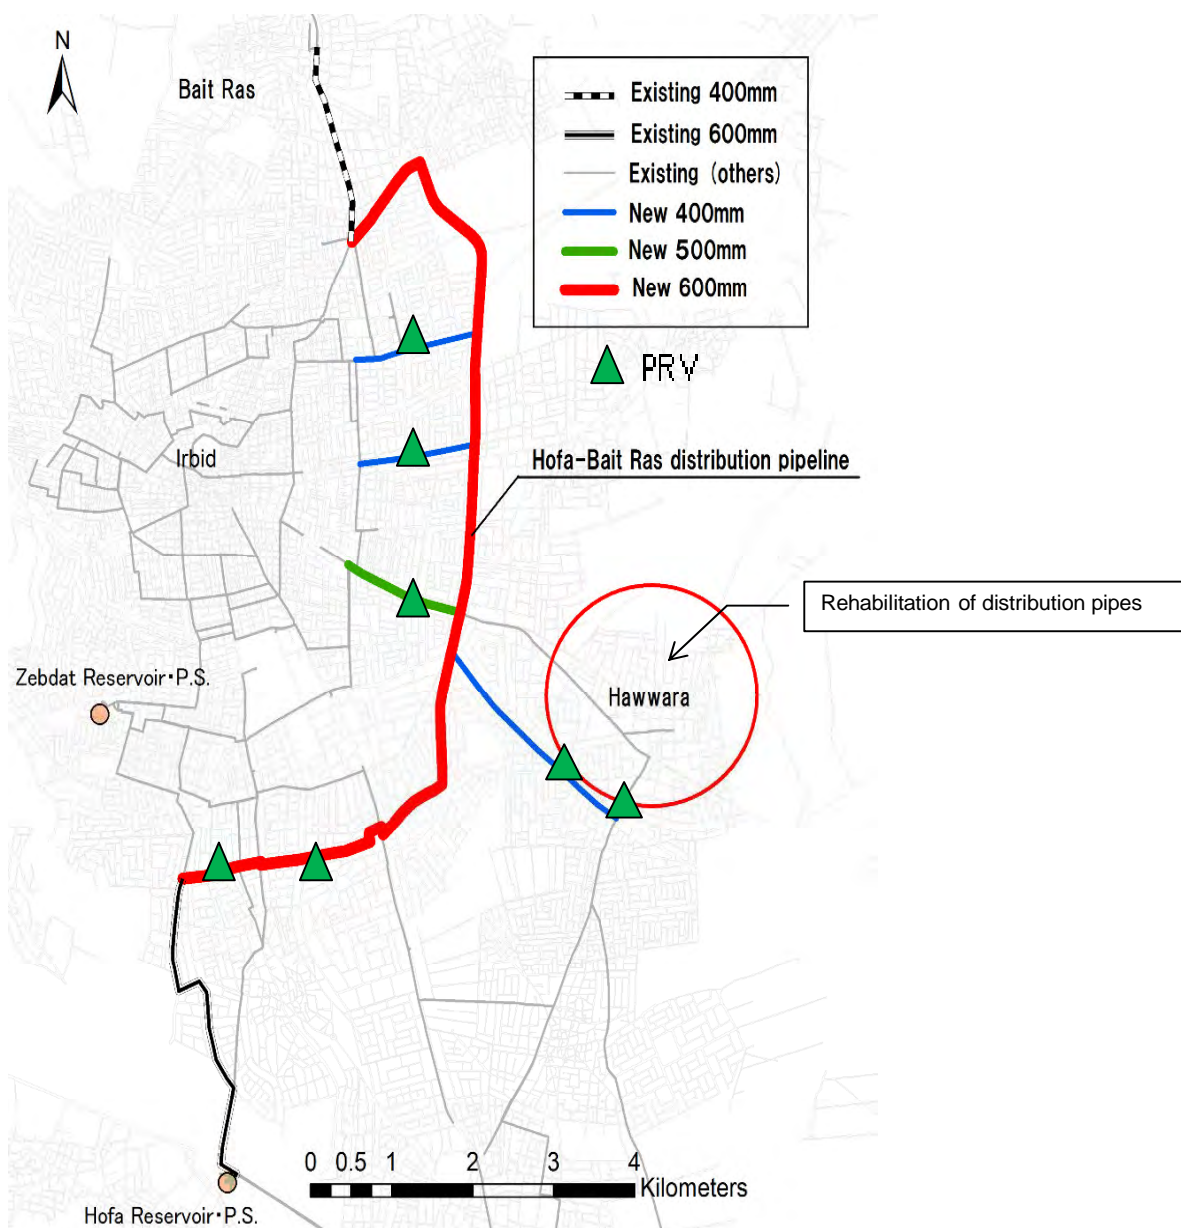 N
Bait Ras
Existing 400mm
Existing 600mm
Existing (others)
New 400mm
New 500mm
New 600mm
PRV
Irbid
Hofa-Bait Ras distribution pipeline
Rehabilitation of distribution pipes
Zebdat Reservoir・P.S.
Hawwara
0 0.5 1 2 3 4
Kilometers
Hofa Reservoir・P.S.